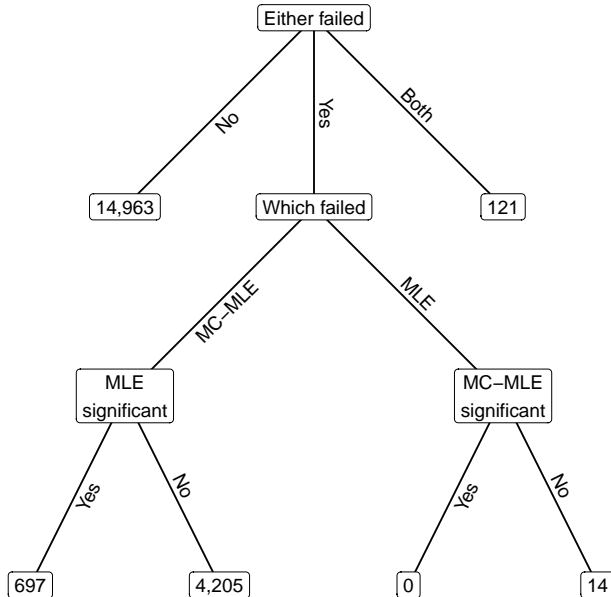 Either failed
No
Yes
Both
14,963
Which failed
121
MC−MLE
MLE
MLE
significant
MC−MLE
significant
Yes
No
Yes
No
697
4,205
0
14